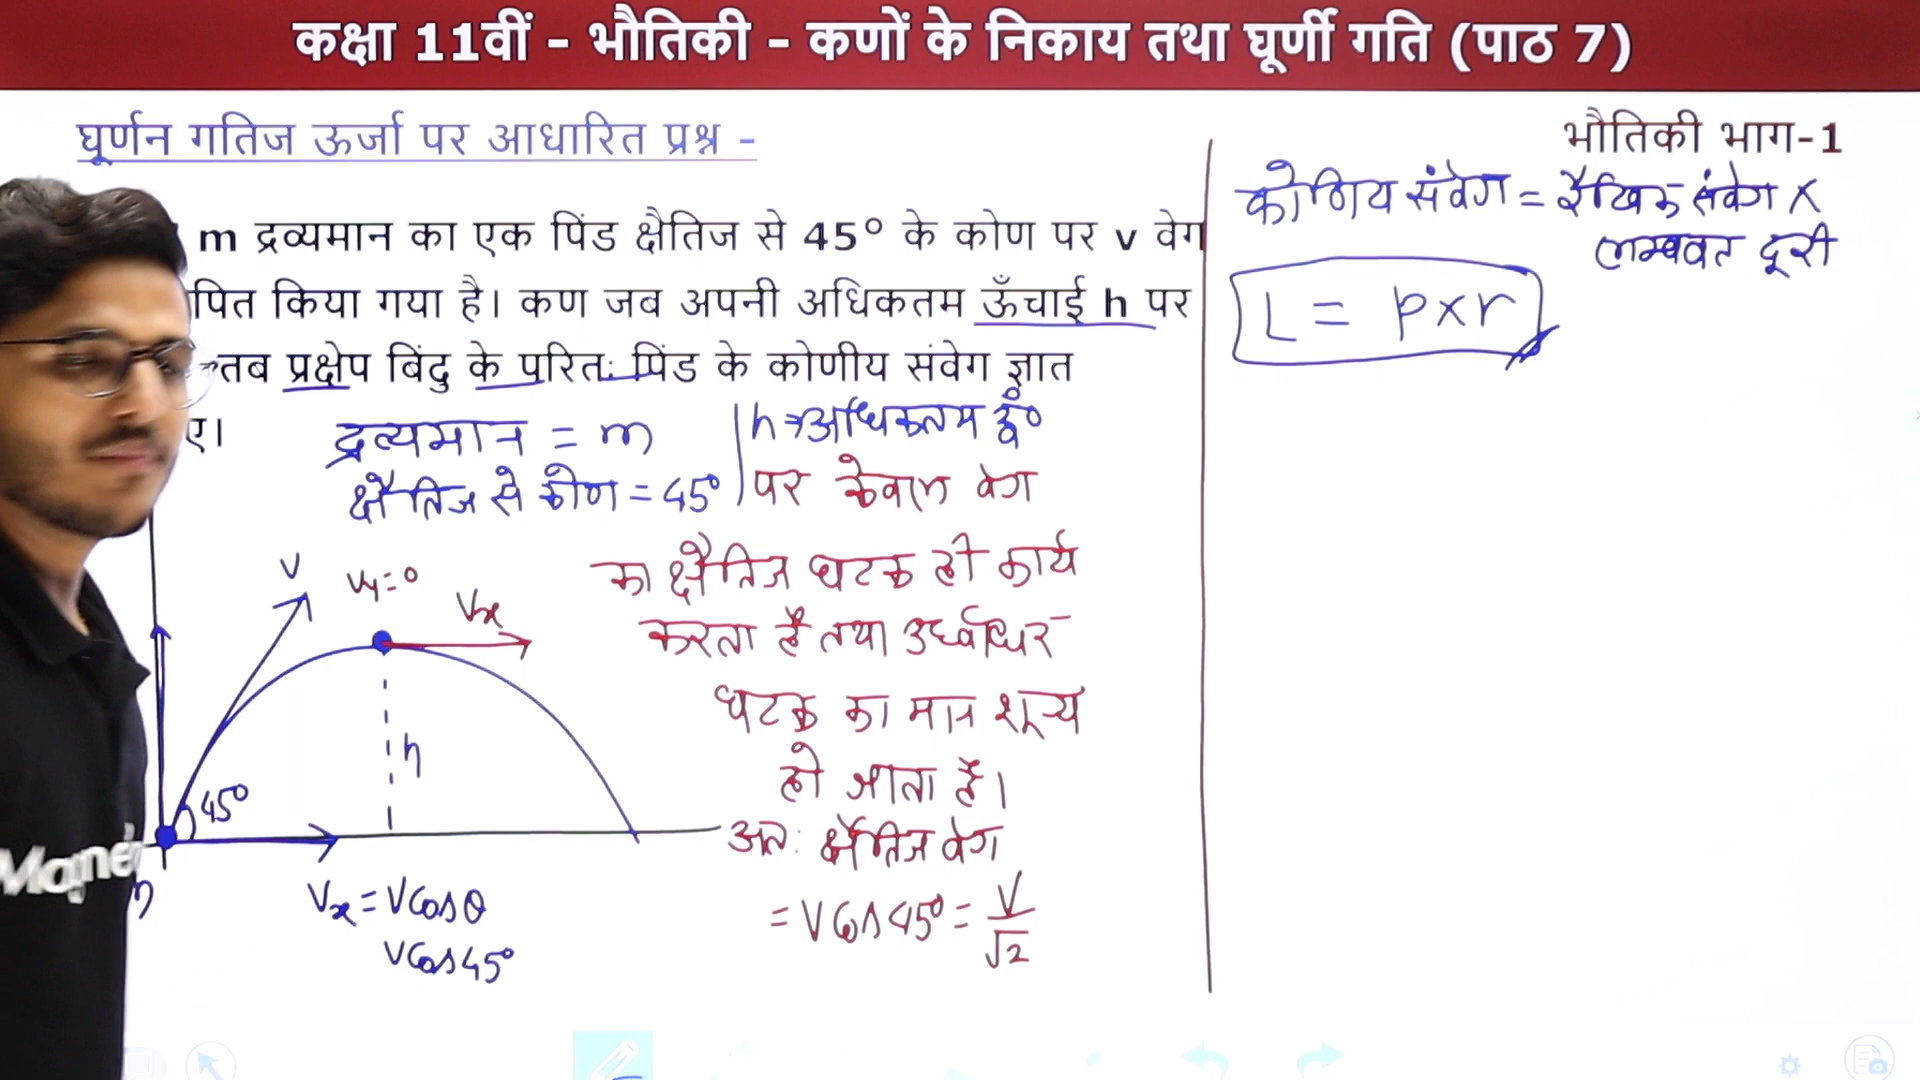 कक्षा 11वीं - भौतिकी - कणों के निकाय तथा घूर्णी गति (पाठ 7)
घूर्णन गतिज ऊर्जा पर आधारित प्रश्न -
m द्रव्यमान का एक पिंड क्षैतिज से 45° के कोण पर v वेग
पित किया गया है। कण जब अपनी अधिकतम ऊँचाई h पर
तब प्रक्षेप बिंदु के परितः पिंड के कोणीय संवेग ज्ञात
ए।
द्रव्यमान = m
क्षैतिज से कोण = 45°
h → अधिकतम ऊँ०
पर केवल वेग
का क्षैतिज घटक ही कार्य
करता है तथा उर्ध्वाधर
घटक का मान शून्य
हो जाता है।
अतः क्षैतिज वेग
= V Cos 45° = V/√2
V
Vy = 0
Vx
h
45°
m
Vx = V Cos θ
V Cos 45°
Magne
भौतिकी भाग-1
कोणिय संवेग = रैखिक संवेग ×
लम्बवत दूरी
L = p × r